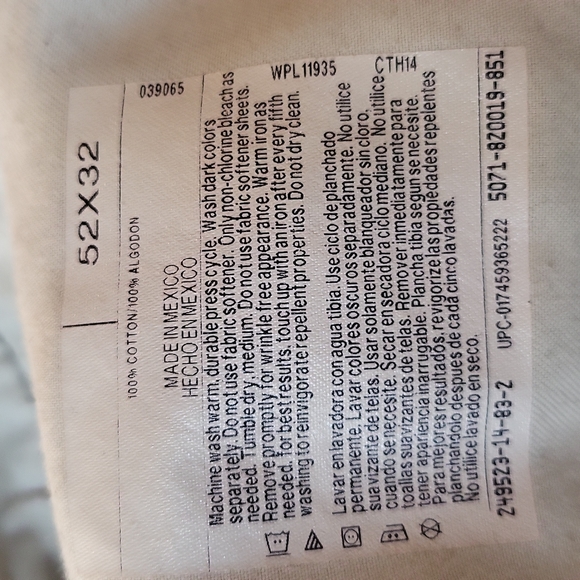 52X32
100% COTTON/100% ALGODON
039065
MADE IN MEXICO
HECHO EN MEXICO
WPL11935
CTH14
Machine wash warm, durable press cycle. Wash dark colors
separately. Do not use fabric softener. Only non-chlorine bleach as
needed. Tumble dry, medium. Do not use fabric softener sheets.
Remove promptly for wrinkle free appearance. Warm iron as
needed. for best results, touch up with an iron after every fifth
washing to reinvigorate repellent properties. Do not dry clean.
Lavar en lavadora con agua tibia. Use ciclo de planchado
permanente. Lavar colores oscuros separadamente. No utilice
suavizante de telas. Usar solamente blanqueador sin cloro,
cuando se necesite. Secar en secadora ciclo mediano. No utilice
toallas suavizantes de telas. Remover immediatamente para
tener apariencia inarrugable. Plancha tibia segun se necesite.
Para mejores resultados, revigorize las propiedades repelentes
planchandolo despues de cada cinco lavadas.
No utilice lavado en seco.
249523-14-83-2 UPC-017459365222 5071-820019-851